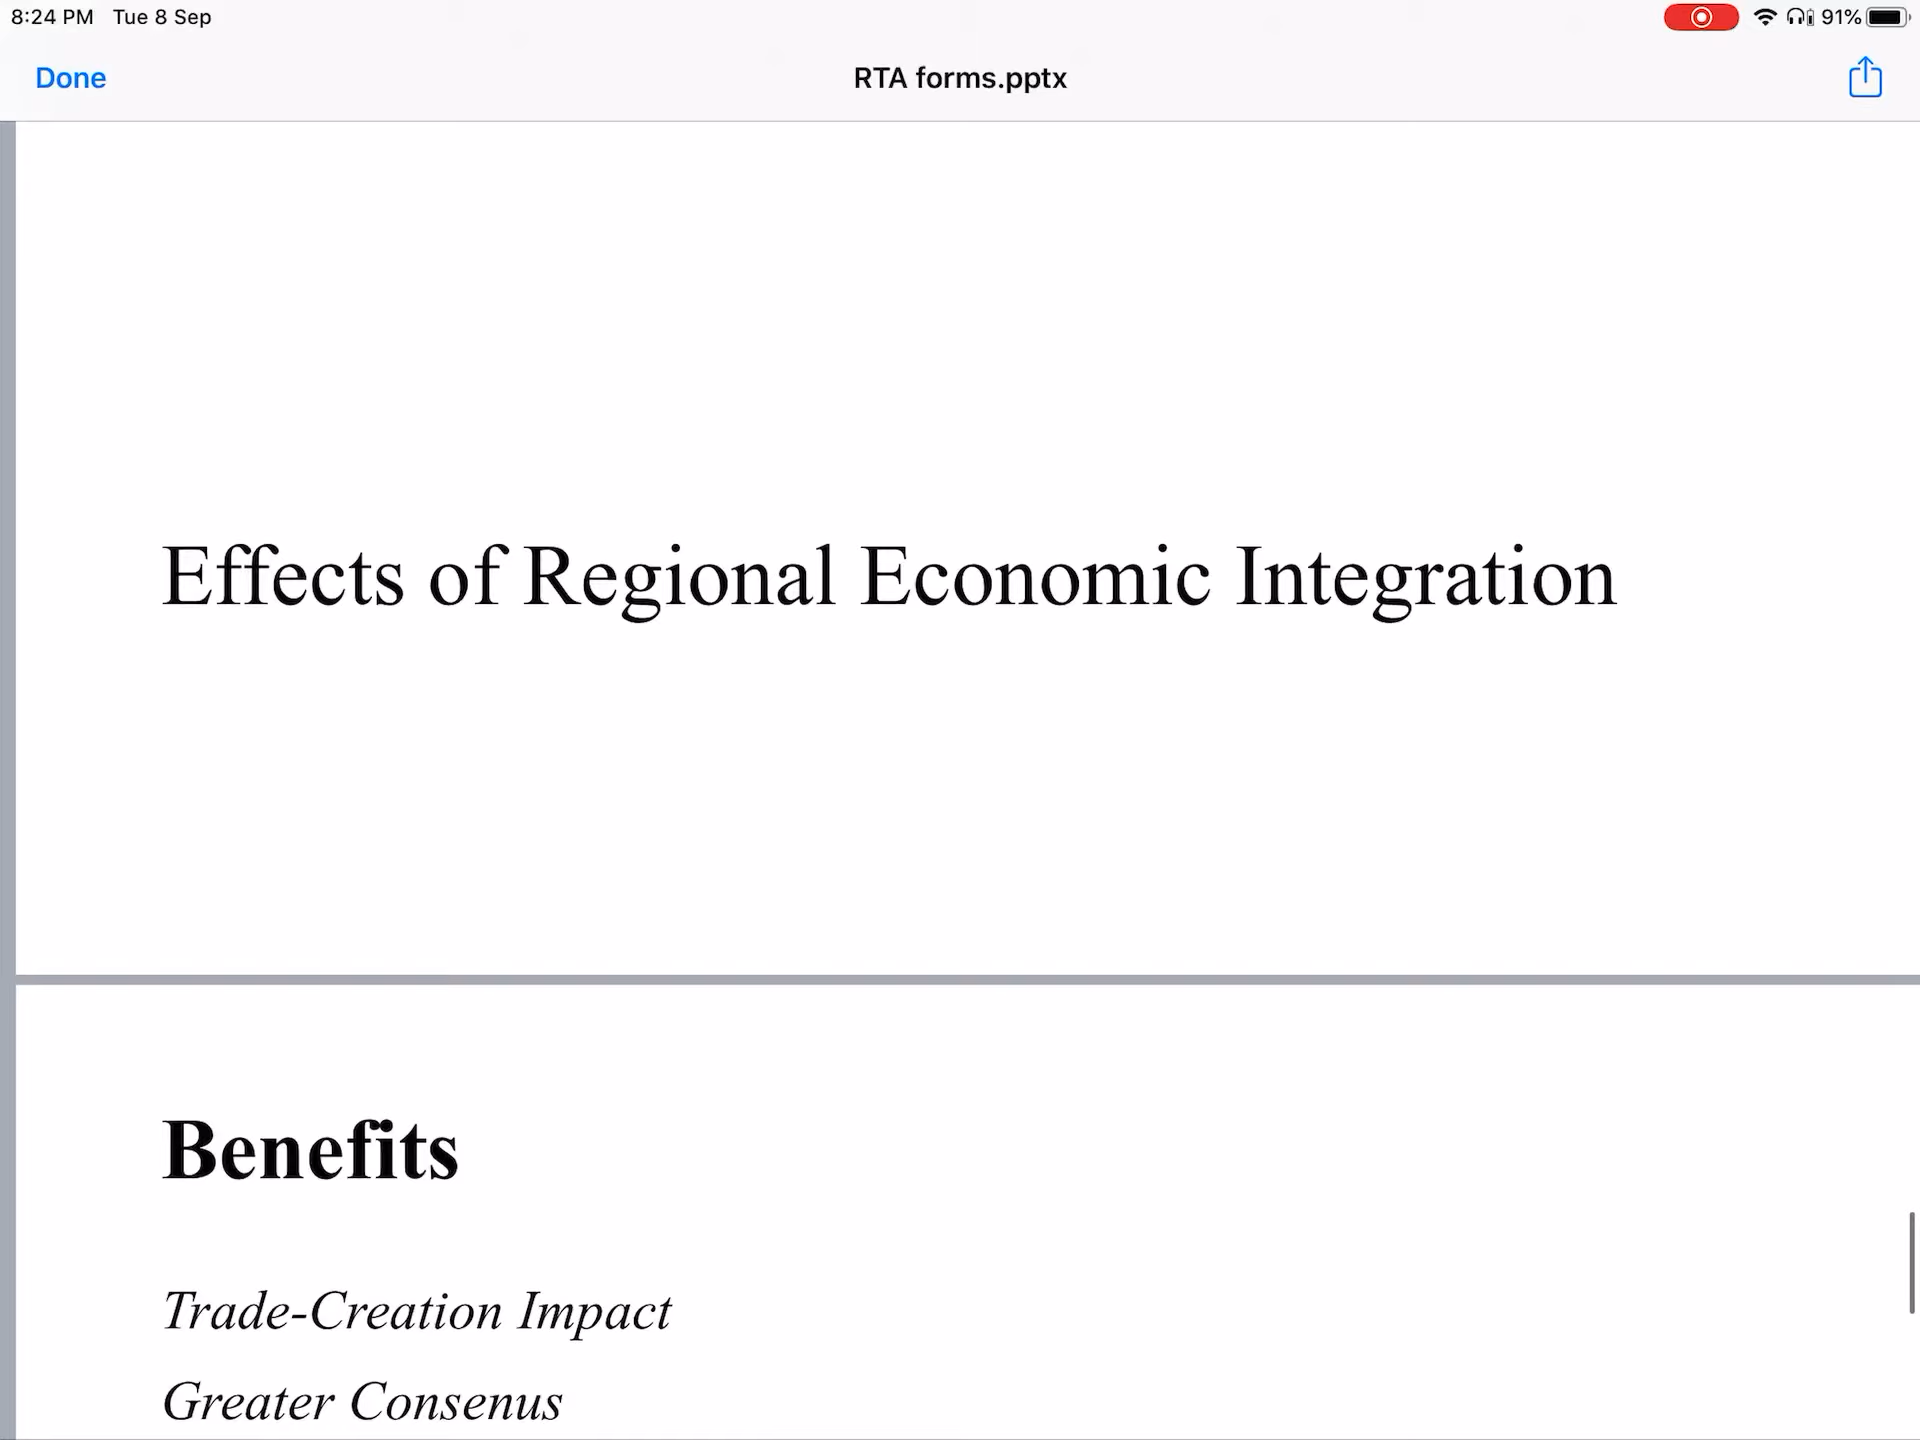 8:24 PM Tue 8 Sep
91%
Done
RTA forms.pptx
Effects of Regional Economic Integration
Benefits
Trade-Creation Impact
Greater Consenus